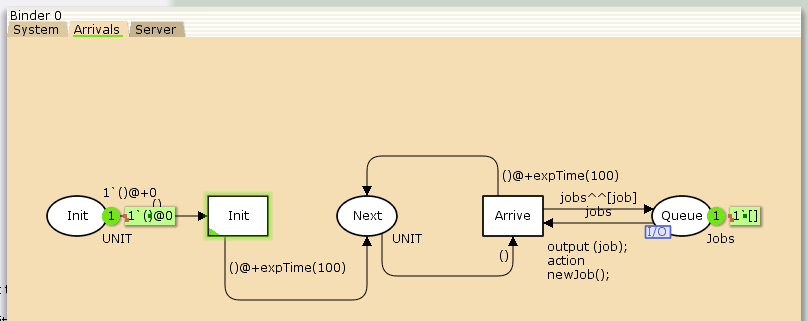 Binder 0
System
Arrivals
Server
1`()@+0
()
Init
1
1`()@0
UNIT
Init
()@+expTime(100)
Next
UNIT
()@+expTime(100)
Arrive
()
jobs^^[job]
jobs
Queue
1
1`[]
I/O
Jobs
output (job);
action
newJob();